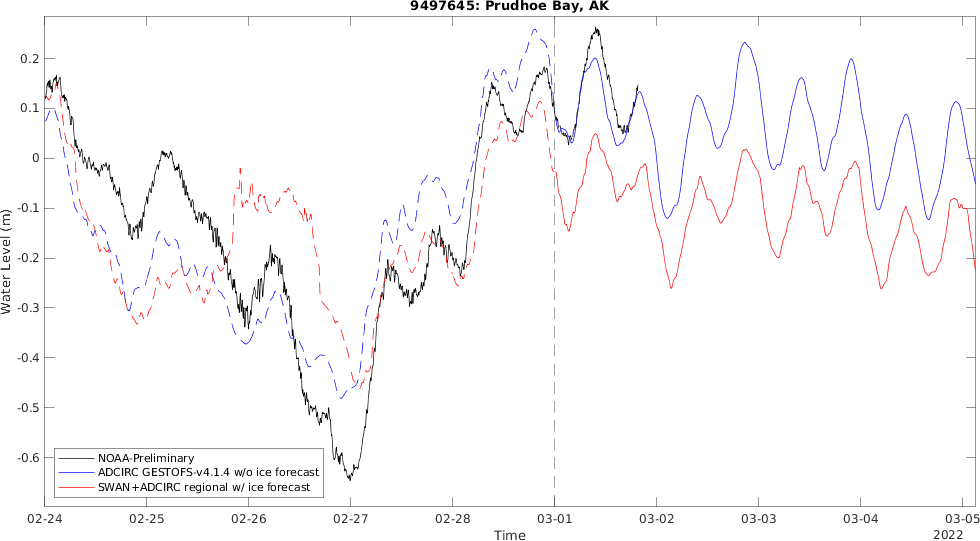 9497645: Prudhoe Bay, AK
Water Level (m)
0.2
0.1
0
-0.1
-0.2
-0.3
-0.4
-0.5
-0.6
NOAA-Preliminary
ADCIRC GESTOFS-v4.1.4 w/o ice forecast
SWAN+ADCIRC regional w/ ice forecast
02-24 02-25 02-26 02-27 02-28 03-01 03-02 03-03 03-04 03-05
Time 2022